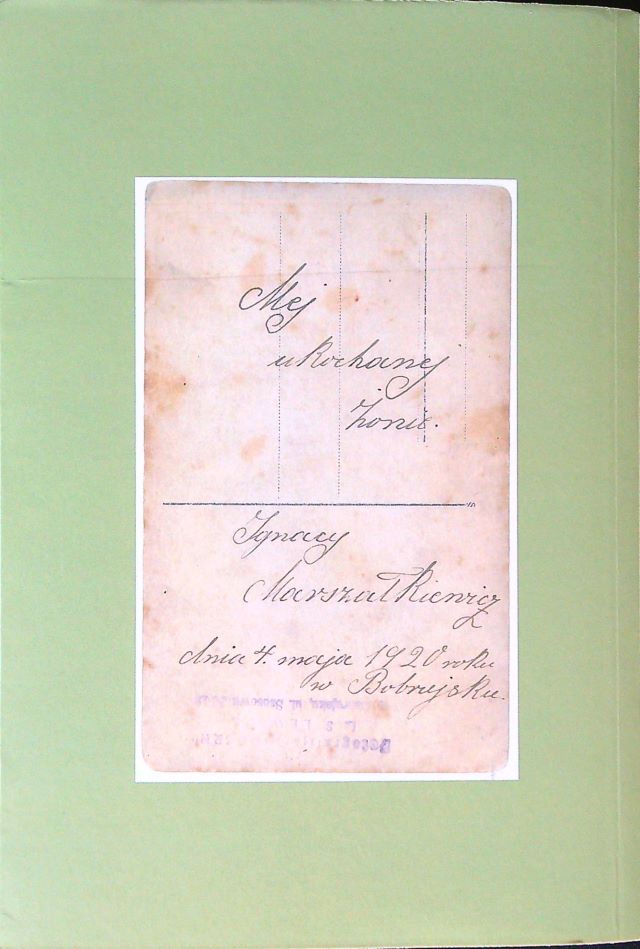 Mej
ukochanej
żonie.
Ignacy
Marszałkiewicz
dnia 4. maja 1920 roku
w Bobrujsku.